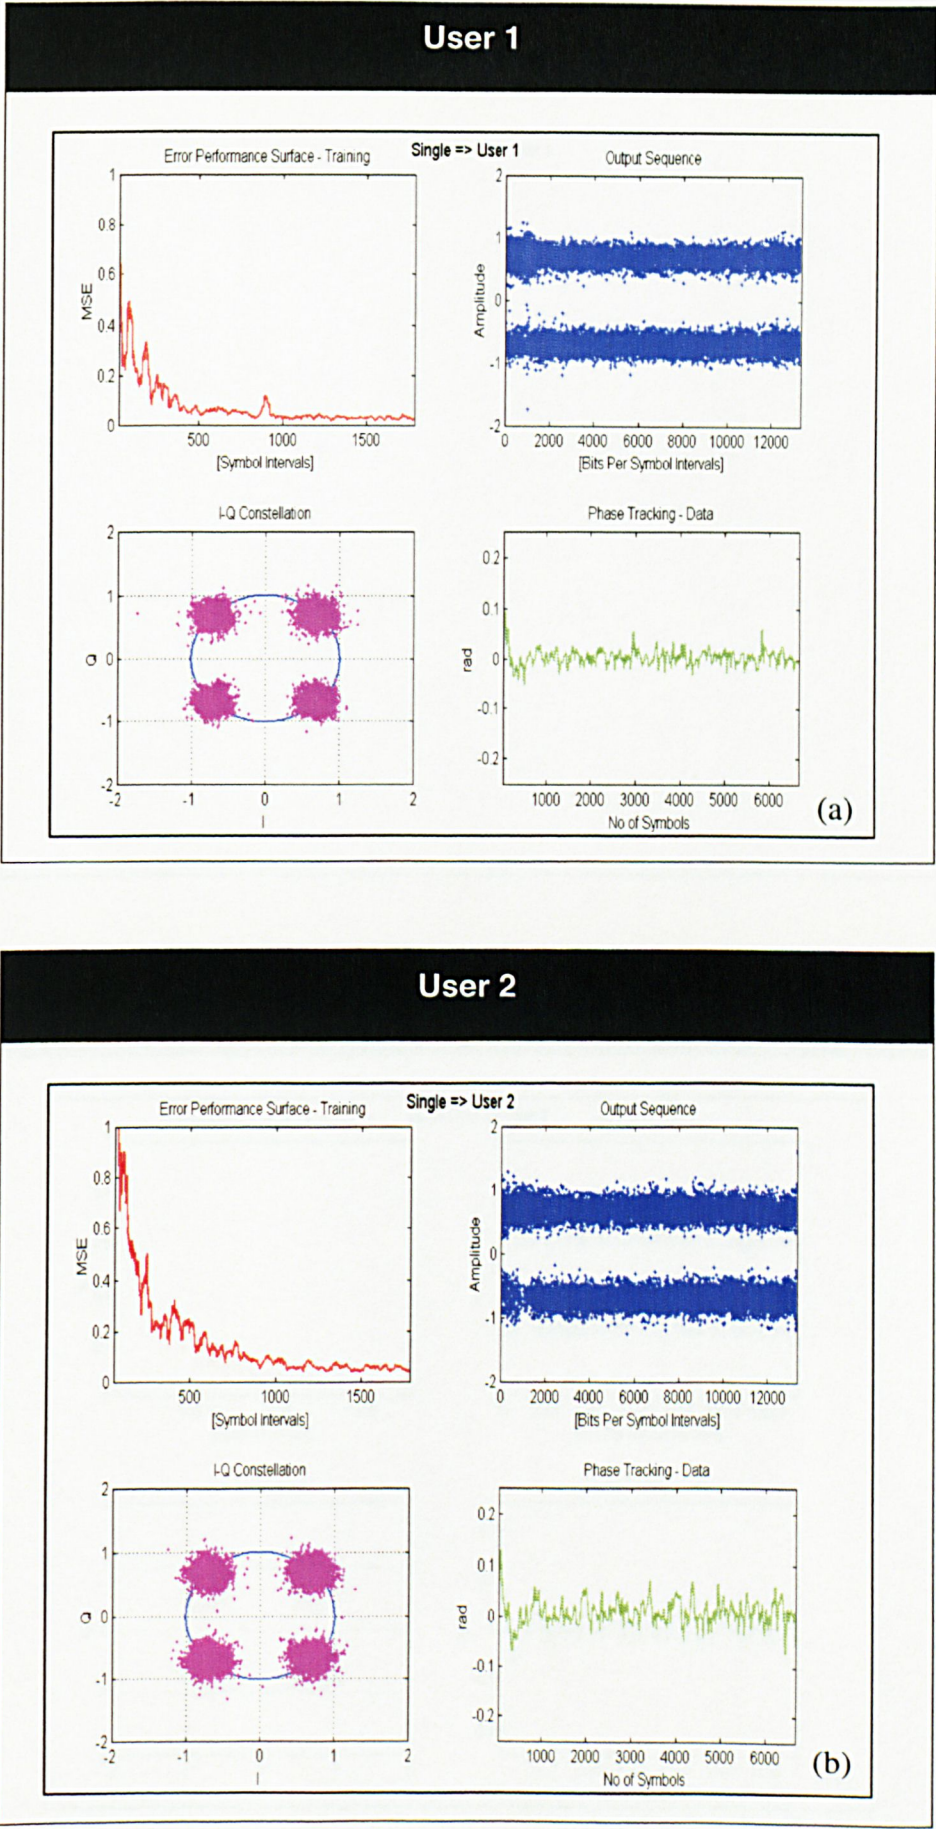 User 1
Single => User 1
Error Performance Surface - Training
Output Sequence
1
0.8
0.6
0.4
0.2
0
MSE
500 1000 1500
[Symbol Intervals]
2
1
0
-1
-2
Amplitude
0 2000 4000 6000 8000 10000 12000
[Bits Per Symbol Intervals]
I-Q Constellation
2
1
0
-1
-2
Q
-2 -1 0 1 2
I
Phase Tracking - Data
0.2
0.1
0
-0.1
-0.2
rad
1000 2000 3000 4000 5000 6000
No of Symbols
(a)
User 2
Single => User 2
Error Performance Surface - Training
Output Sequence
1
0.8
0.6
0.4
0.2
0
MSE
500 1000 1500
[Symbol Intervals]
2
1
0
-1
-2
Amplitude
0 2000 4000 6000 8000 10000 12000
[Bits Per Symbol Intervals]
I-Q Constellation
2
1
0
-1
-2
Q
-2 -1 0 1 2
I
Phase Tracking - Data
0.2
0.1
0
-0.1
-0.2
rad
1000 2000 3000 4000 5000 6000
No of Symbols
(b)